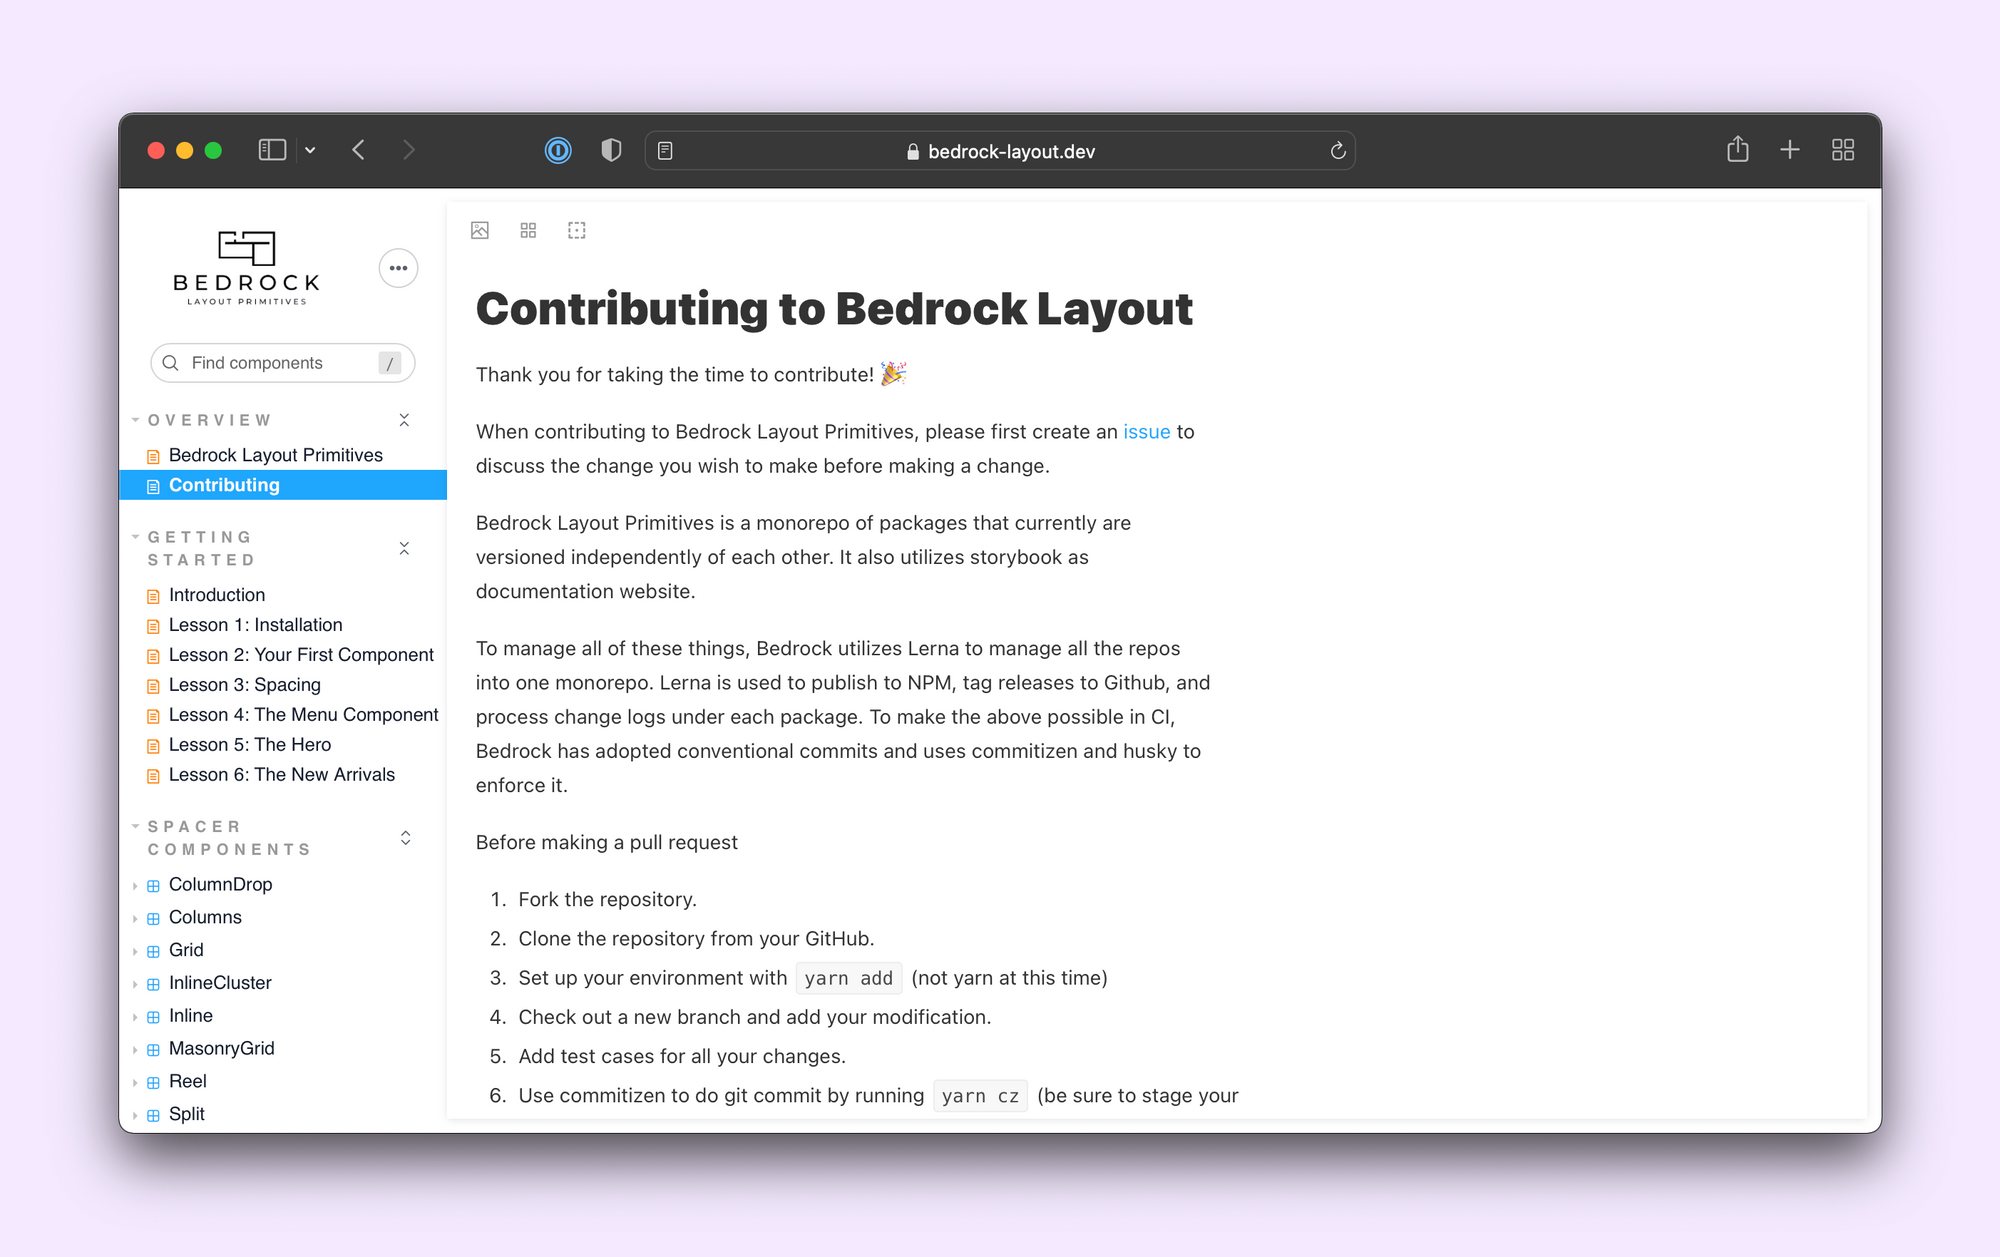 bedrock-layout.dev
BEDROCK
LAYOUT PRIMITIVES
Find components /
OVERVIEW
Bedrock Layout Primitives
Contributing
GETTING
STARTED
Introduction
Lesson 1: Installation
Lesson 2: Your First Component
Lesson 3: Spacing
Lesson 4: The Menu Component
Lesson 5: The Hero
Lesson 6: The New Arrivals
SPACER
COMPONENTS
ColumnDrop
Columns
Grid
InlineCluster
Inline
MasonryGrid
Reel
Split
Contributing to Bedrock Layout
Thank you for taking the time to contribute! 🎉
When contributing to Bedrock Layout Primitives, please first create an issue to
discuss the change you wish to make before making a change.
Bedrock Layout Primitives is a monorepo of packages that currently are
versioned independently of each other. It also utilizes storybook as
documentation website.
To manage all of these things, Bedrock utilizes Lerna to manage all the repos
into one monorepo. Lerna is used to publish to NPM, tag releases to Github, and
process change logs under each package. To make the above possible in CI,
Bedrock has adopted conventional commits and uses commitizen and husky to
enforce it.
Before making a pull request
1. Fork the repository.
2. Clone the repository from your GitHub.
3. Set up your environment with yarn add (not yarn at this time)
4. Check out a new branch and add your modification.
5. Add test cases for all your changes.
6. Use commitizen to do git commit by running yarn cz (be sure to stage your